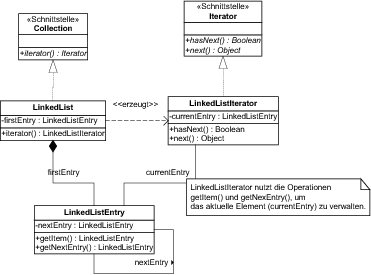 «Schnittstelle»
Collection
+iterator() : Iterator
«Schnittstelle»
Iterator
+hasNext() : Boolean
+next() : Object
LinkedList
-firstEntry : LinkedListEntry
+iterator() : LinkedListIterator
<<erzeugt>>
LinkedListIterator
-currentEntry : LinkedListEntry
+hasNext() : Boolean
+next() : Object
firstEntry
currentEntry
LinkedListIterator nutzt die Operationen
getItem() und getNexEntry(), um
das aktuelle Element (currentEntry) zu verwalten.
LinkedListEntry
-nextEntry : LinkedListEntry
+getItem() : LinkedListEntry
+getNextEntry() : LinkedListEntry
nextEntry